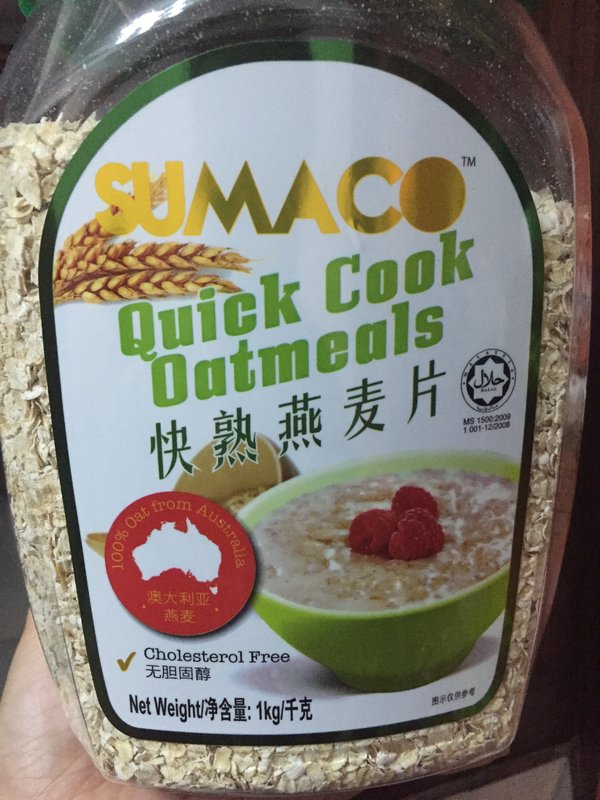 SUMACO™
Quick Cook
Oatmeals
快熟燕麦片
حلال
HALAL
MS 1500:2009
1 001-12/2008
100% Oat from Australia
澳大利亚
燕麦
Cholesterol Free
无胆固醇
Net Weight/净含量: 1kg/千克
图示仅供参考